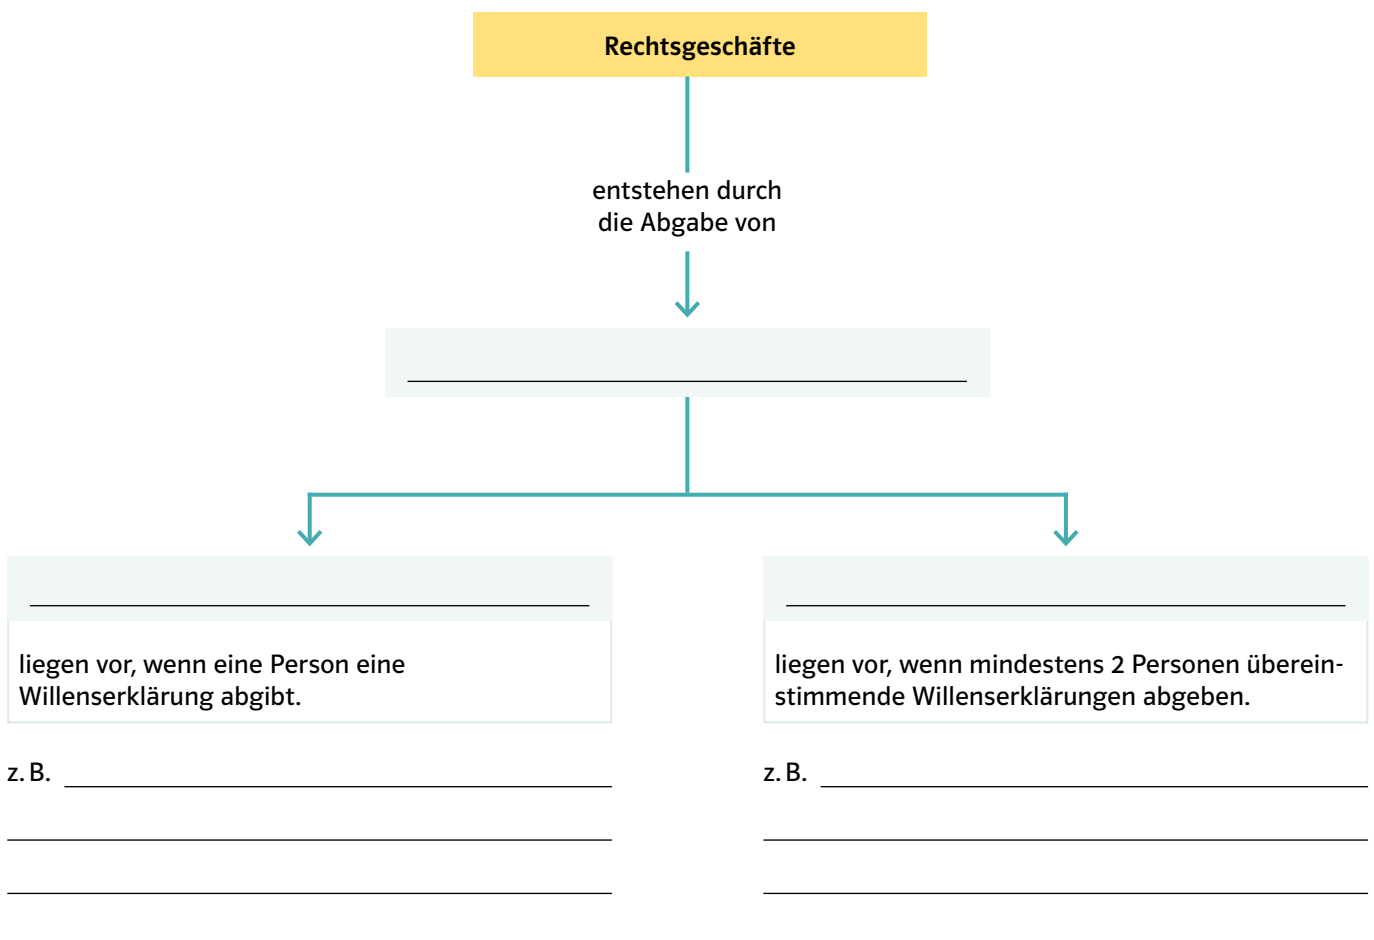 Rechtsgeschäfte
entstehen durch
die Abgabe von
liegen vor, wenn eine Person eine
Willenserklärung abgibt.
liegen vor, wenn mindestens 2 Personen überein-
stimmende Willenserklärungen abgeben.
z. B.
z. B.